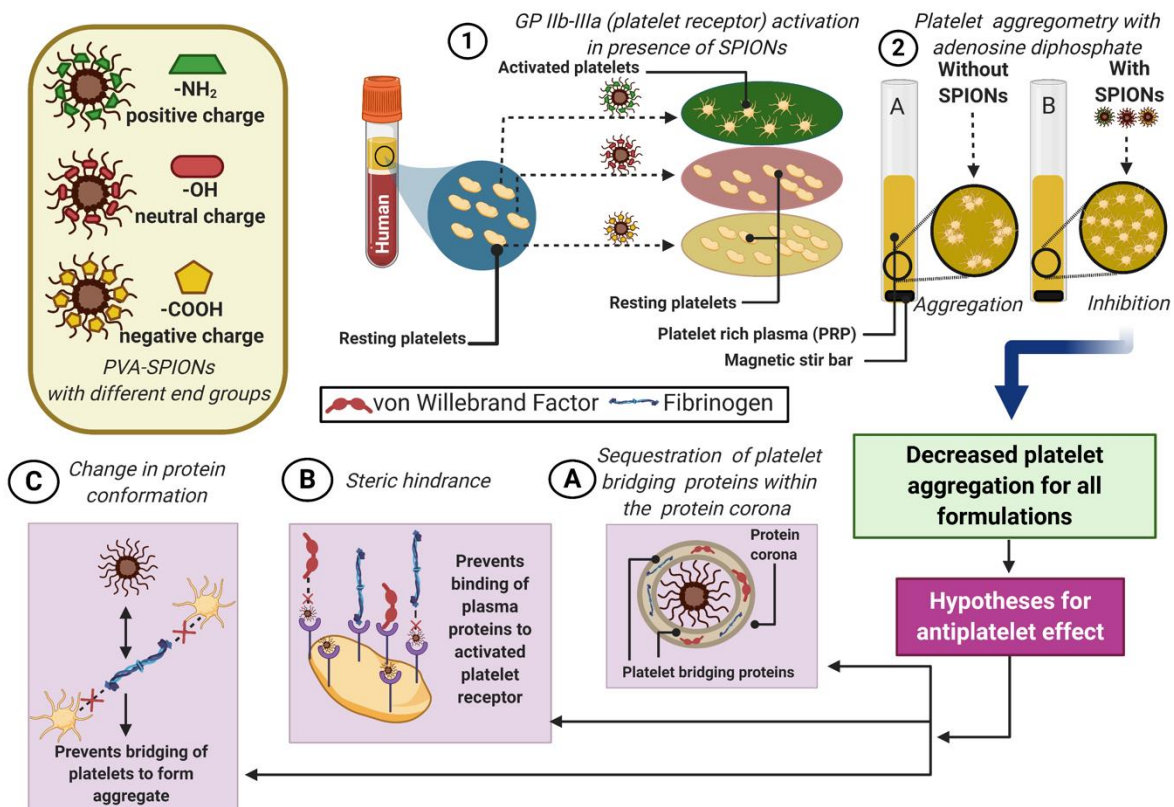 -NH₂
positive charge
-OH
neutral charge
-COOH
negative charge
PVA-SPIONs
with different end groups
1
GP IIb-IIIa (platelet receptor) activation
in presence of SPIONs
Activated platelets
Human
Resting platelets
Resting platelets
2
Platelet aggregometry with
adenosine diphosphate
Without
SPIONs
With
SPIONs
A
B
Aggregation
Inhibition
Platelet rich plasma (PRP)
Magnetic stir bar
von Willebrand Factor
Fibrinogen
Decreased platelet
aggregation for all
formulations
Hypotheses for
antiplatelet effect
A
Sequestration of platelet
bridging proteins within
the protein corona
Protein
corona
Platelet bridging proteins
B
Steric hindrance
Prevents
binding of
plasma
proteins to
activated
platelet
receptor
C
Change in protein
conformation
Prevents bridging of
platelets to form
aggregate